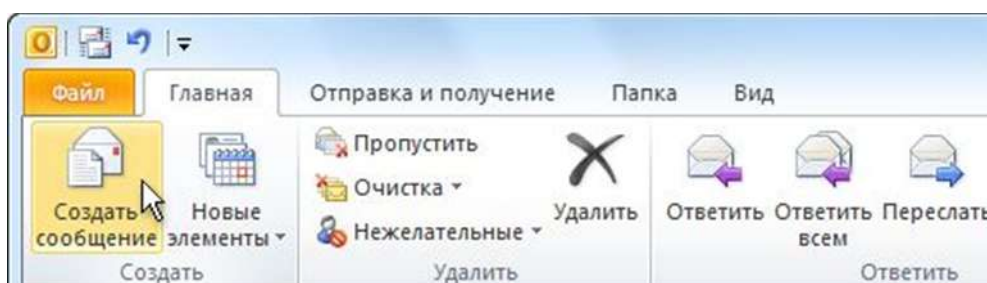 Файл Главная Отправка и получение Папка Вид
Создать сообщение
Новые элементы
Пропустить
Очистка
Нежелательные
Удалить
Ответить
Ответить всем
Переслать
Создать
Удалить
Ответить